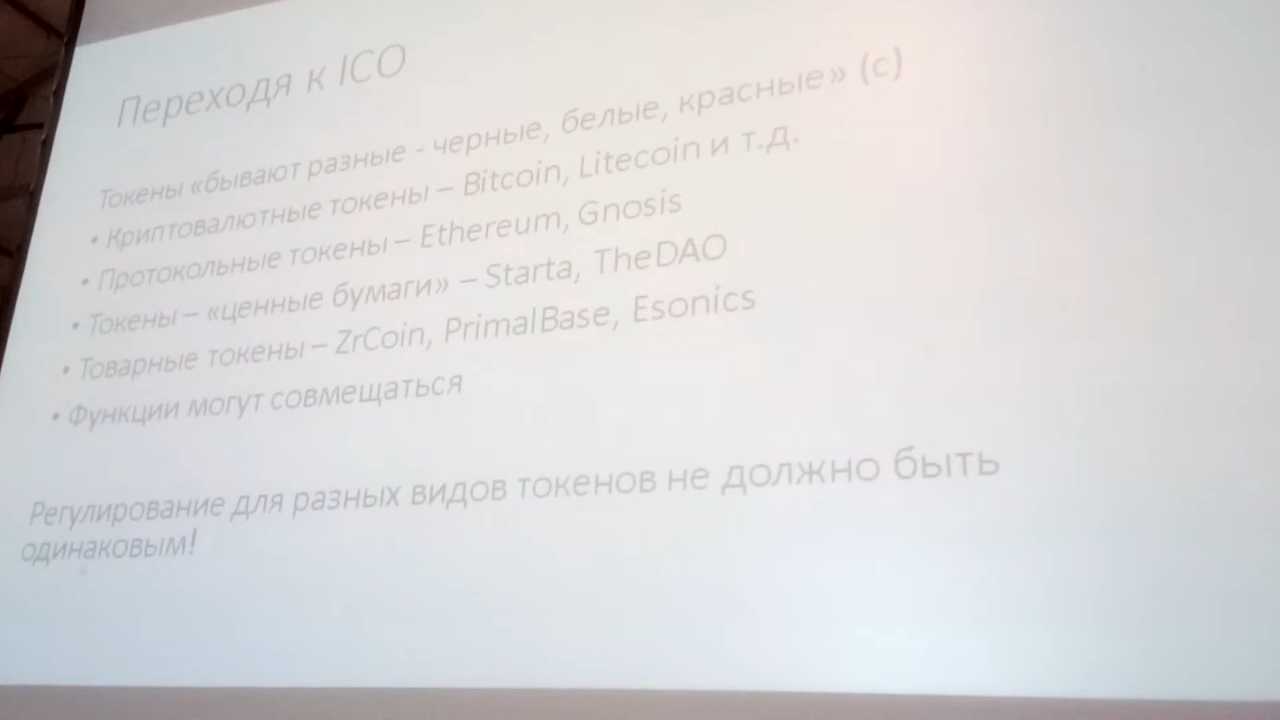 Переходя к ICO
Токены «бывают разные - черные, белые, красные» (с)
• Криптовалютные токены – Bitcoin, Litecoin и т.д.
• Протокольные токены – Ethereum, Gnosis
• Токены – «ценные бумаги» – Starta, TheDAO
• Товарные токены – ZrCoin, PrimalBase, Esonics
• Функции могут совмещаться
Регулирование для разных видов токенов не должно быть
одинаковым!